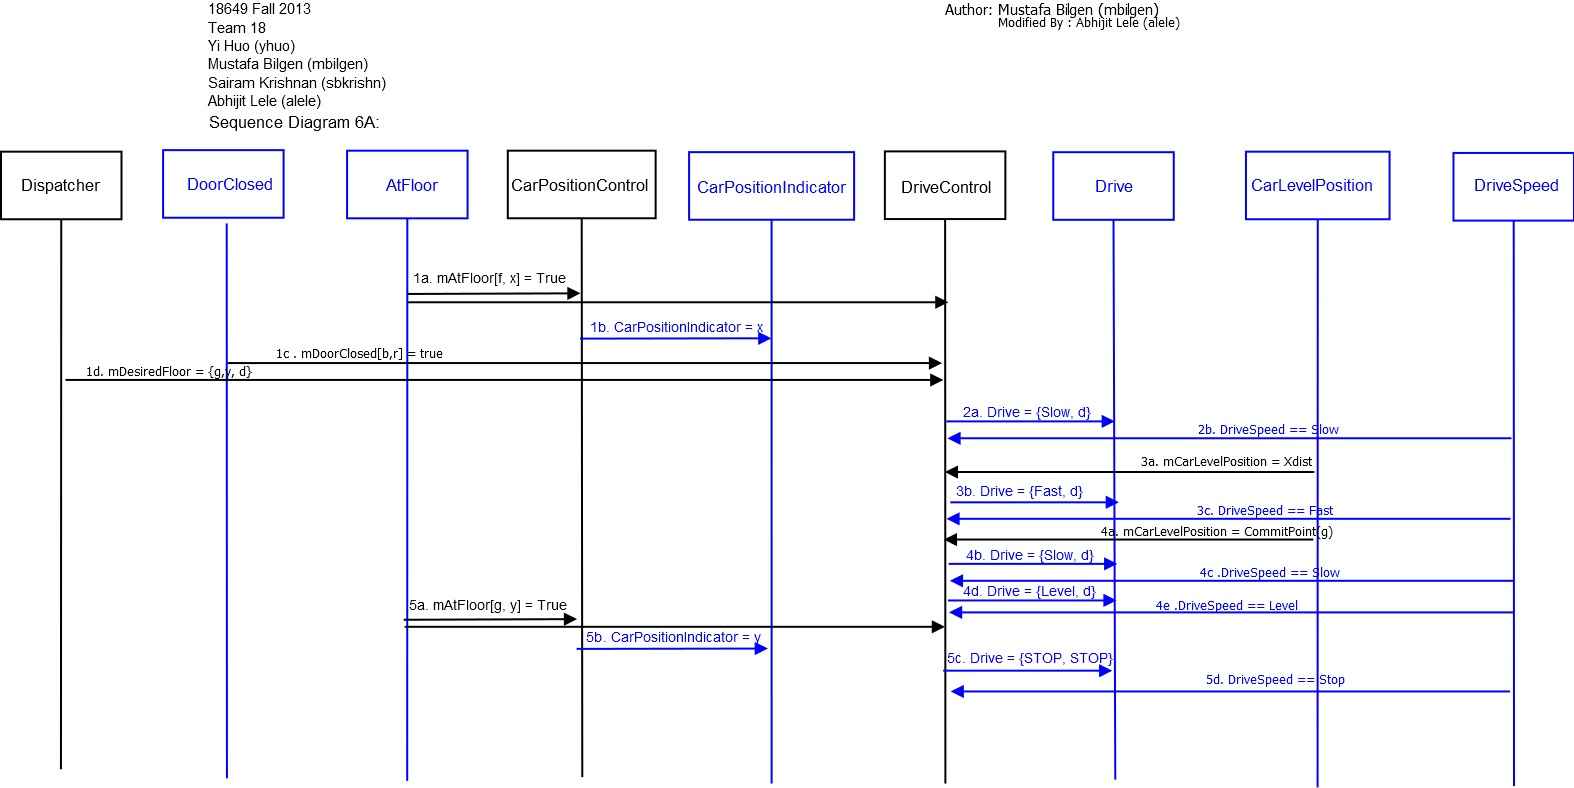 18649 Fall 2013
Team 18
Yi Huo (yhuo)
Mustafa Bilgen (mbilgen)
Sairam Krishnan (sbkrishn)
Abhijit Lele (alele)
Sequence Diagram 6A:
Author: Mustafa Bilgen (mbilgen)
Modified By : Abhijit Lele (alele)
Dispatcher
DoorClosed
AtFloor
CarPositionControl
CarPositionIndicator
DriveControl
Drive
CarLevelPosition
DriveSpeed
1a. mAtFloor[f, x] = True
1b. CarPositionIndicator = x
1c . mDoorClosed[b,r] = true
1d. mDesiredFloor = {g,y, d}
2a. Drive = {Slow, d}
2b. DriveSpeed == Slow
3a. mCarLevelPosition = Xdist
3b. Drive = {Fast, d}
3c. DriveSpeed == Fast
4a. mCarLevelPosition = CommitPoint(g)
4b. Drive = {Slow, d}
4c .DriveSpeed == Slow
4d. Drive = {Level, d}
4e .DriveSpeed == Level
5a. mAtFloor[g, y] = True
5b. CarPositionIndicator = y
5c. Drive = {STOP, STOP}
5d. DriveSpeed == Stop